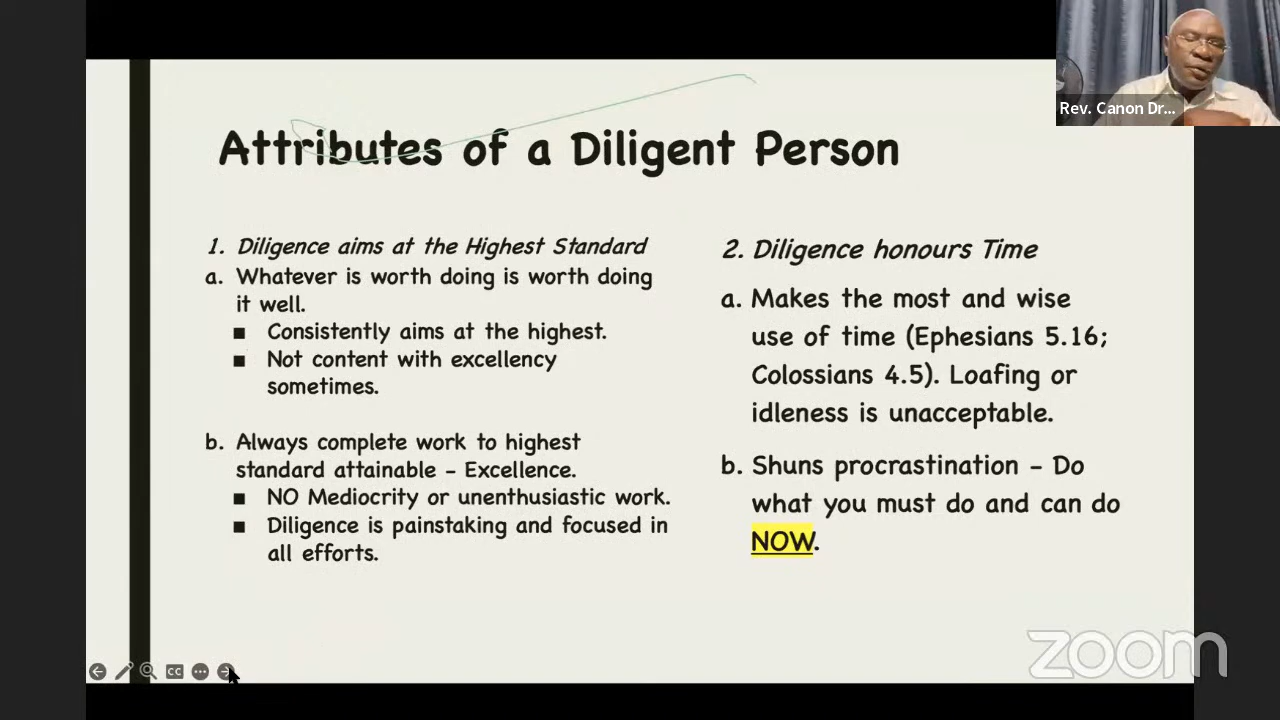 Rev. Canon Dr...
Attributes of a Diligent Person
1. Diligence aims at the Highest Standard
a. Whatever is worth doing is worth doing
it well.
■ Consistently aims at the highest.
■ Not content with excellency
sometimes.
b. Always complete work to highest
standard attainable – Excellence.
■ NO Mediocrity or unenthusiastic work.
■ Diligence is painstaking and focused in
all efforts.
2. Diligence honours Time
a. Makes the most and wise
use of time (Ephesians 5.16;
Colossians 4.5). Loafing or
idleness is unacceptable.
b. Shuns procrastination – Do
what you must do and can do
NOW.
CC
zoom